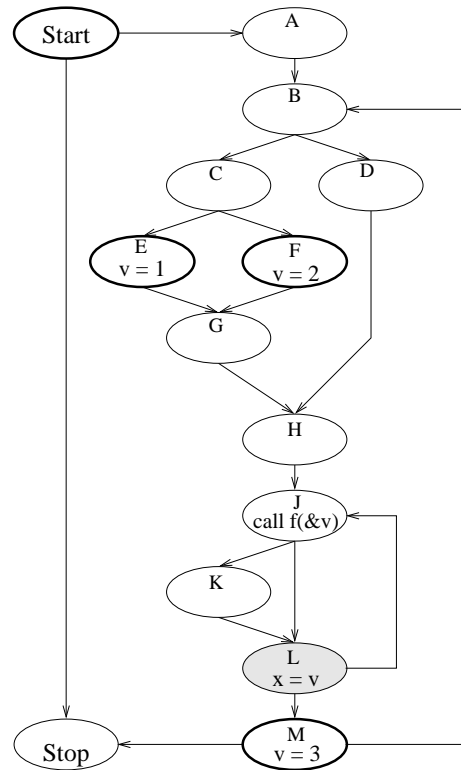 Start
A
B
C
D
E
v = 1
F
v = 2
G
H
J
call f(&v)
K
L
x = v
M
v = 3
Stop